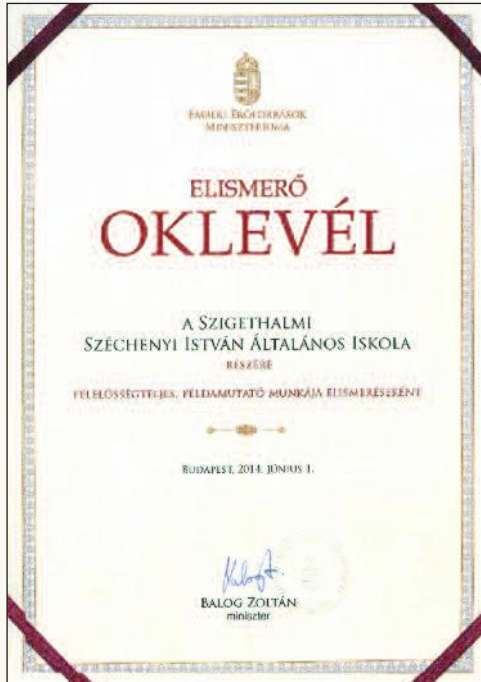 Emberi Erőforrások
Minisztériuma
ELISMERŐ
OKLEVÉL
A Szigethalmi
Széchenyi István Általános Iskola
részére
felelősségteljes, példamutató munkája elismeréseként
Budapest, 2014. június 1.
Balog Zoltán
miniszter